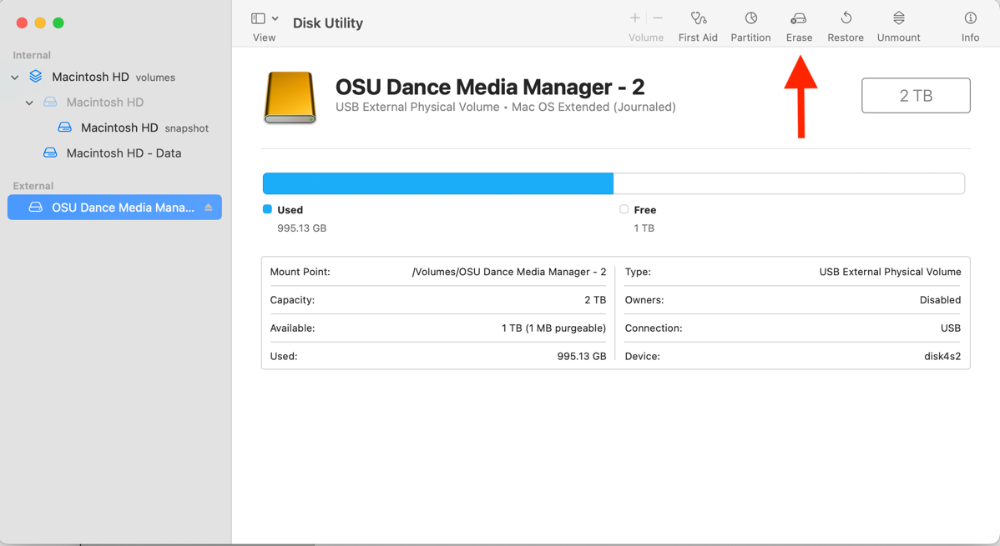 Disk Utility
View
Volume
First Aid
Partition
Erase
Restore
Unmount
Info
Internal
Macintosh HD volumes
Macintosh HD
Macintosh HD snapshot
Macintosh HD - Data
External
OSU Dance Media Mana...
OSU Dance Media Manager - 2
USB External Physical Volume • Mac OS Extended (Journaled)
2 TB
Used
995.13 GB
Free
1 TB
Mount Point: /Volumes/OSU Dance Media Manager - 2
Capacity: 2 TB
Available: 1 TB (1 MB purgeable)
Used: 995.13 GB
Type: USB External Physical Volume
Owners: Disabled
Connection: USB
Device: disk4s2